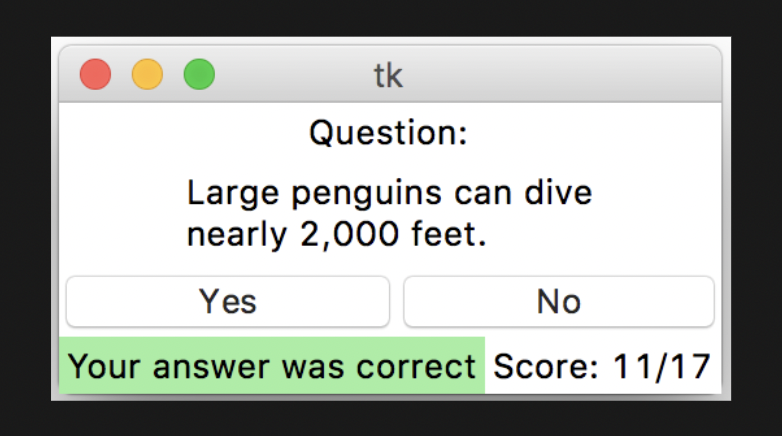 tk
Question:
Large penguins can dive
nearly 2,000 feet.
Yes No
Your answer was correct Score: 11/17